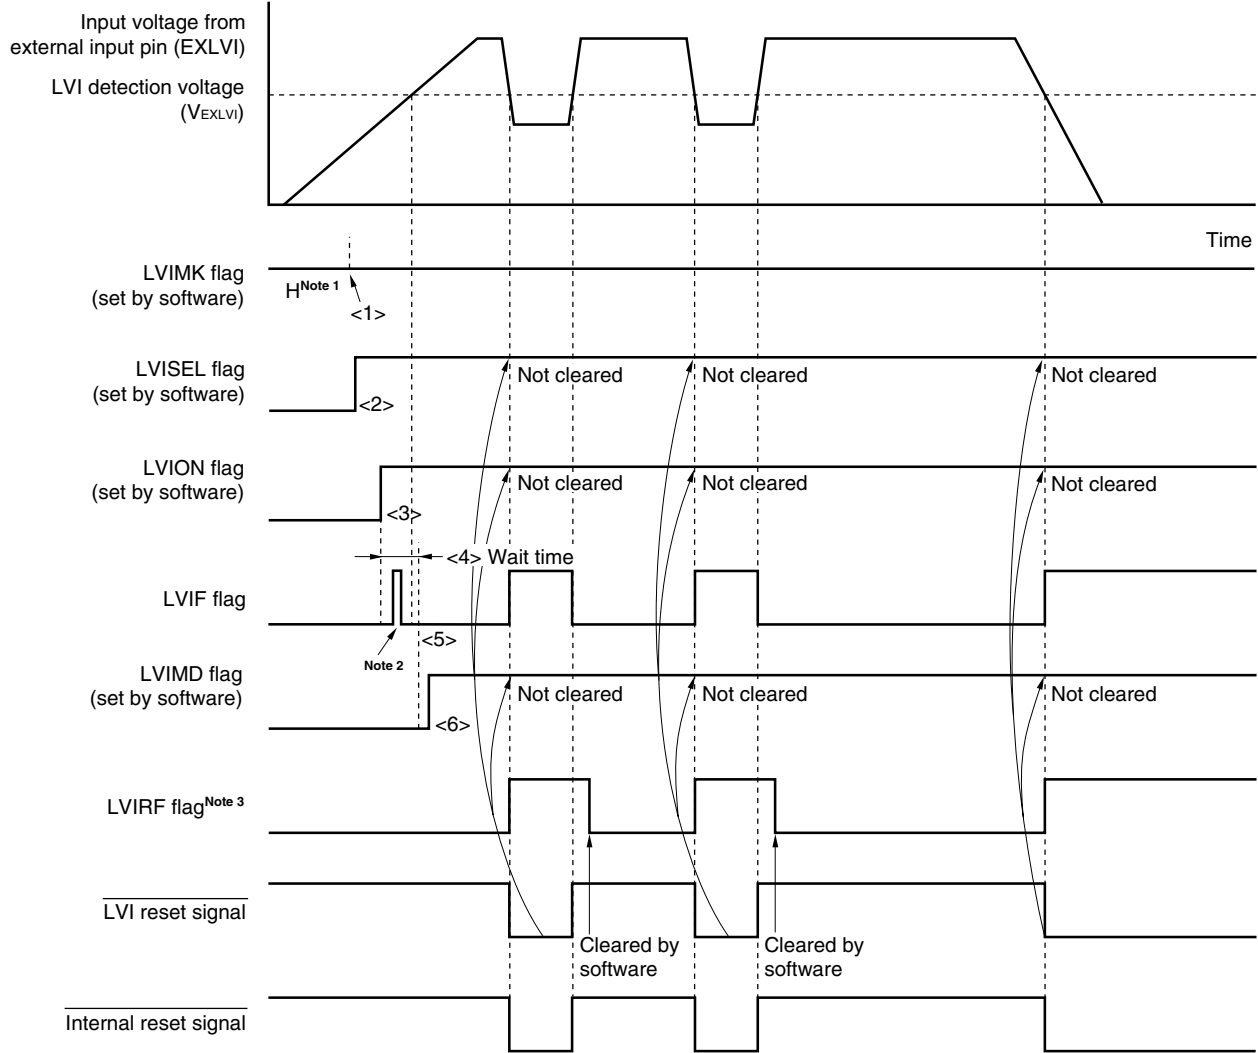 Input voltage from
external input pin (EXLVI)
LVI detection voltage
(VEXLVI)
Time
LVIMK flag
(set by software)
HNote 1
<1>
LVISEL flag
(set by software)
<2>
Not cleared
Not cleared
Not cleared
LVION flag
(set by software)
<3>
Not cleared
Not cleared
Not cleared
<4> Wait time
LVIF flag
Note 2
<5>
LVIMD flag
(set by software)
<6>
Not cleared
Not cleared
Not cleared
LVIRF flagNote 3
LVI reset signal
Cleared by
software
Cleared by
software
Internal reset signal